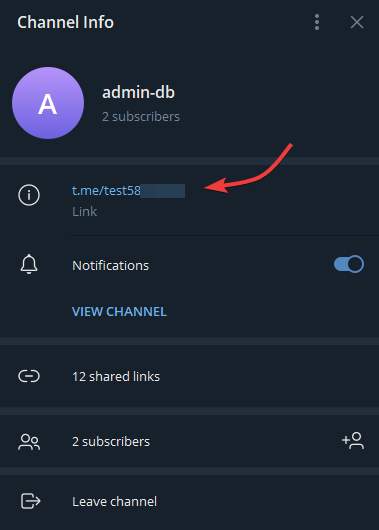 Channel Info
A
admin-db
2 subscribers
t.me/test58
Link
Notifications
VIEW CHANNEL
12 shared links
2 subscribers
Leave channel